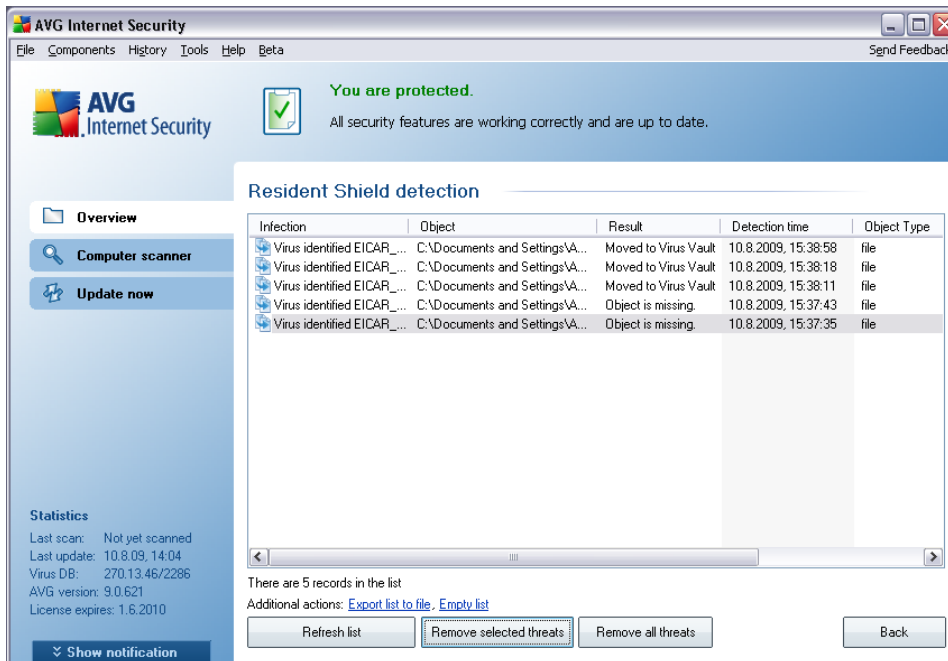 AVG Internet Security
File Components History Tools Help Beta Send Feedback
AVG
Internet Security
You are protected.
All security features are working correctly and are up to date.
Overview
Computer scanner
Update now
Resident Shield detection
Infection Object Result Detection time Object Type
Virus identified EICAR_... C:\Documents and Settings\A... Moved to Virus Vault 10.8.2009, 15:38:58 file
Virus identified EICAR_... C:\Documents and Settings\A... Moved to Virus Vault 10.8.2009, 15:38:18 file
Virus identified EICAR_... C:\Documents and Settings\A... Moved to Virus Vault 10.8.2009, 15:38:11 file
Virus identified EICAR_... C:\Documents and Settings\A... Object is missing. 10.8.2009, 15:37:43 file
Virus identified EICAR_... C:\Documents and Settings\A... Object is missing. 10.8.2009, 15:37:35 file
Statistics
Last scan: Not yet scanned
Last update: 10.8.09, 14:04
Virus DB: 270.13.46/2286
AVG version: 9.0.621
License expires: 1.6.2010
Show notification
There are 5 records in the list
Additional actions: Export list to file, Empty list
Refresh list Remove selected threats Remove all threats Back